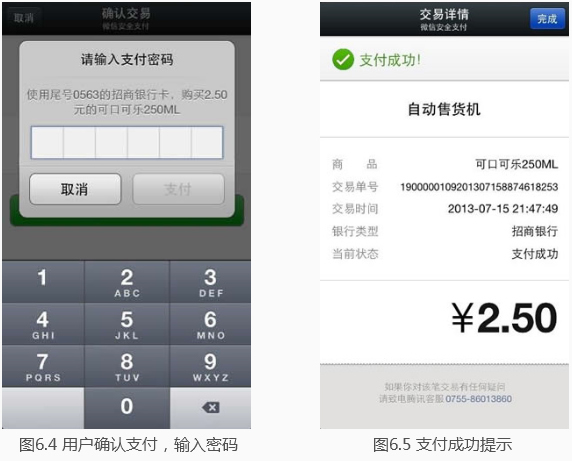 取消
确认交易
微信安全支付
请输入支付密码
使用尾号0563的招商银行卡，购买2.50
元的可口可乐250ML
取消
支付
1
2
ABC
3
DEF
4
GHI
5
JKL
6
MNO
7
PQRS
8
TUV
9
WXYZ
0
图6.4 用户确认支付，输入密码
交易详情
微信安全支付
完成
支付成功！
自动售货机
商 品 可口可乐250ML
交易单号 1900000109201307158874618253
交易时间 2013-07-15 21:47:49
银行类型 招商银行
当前状态 支付成功
¥2.50
如果你对该笔交易有任何疑问
请致电腾讯客服 0755-86013860
图6.5 支付成功提示